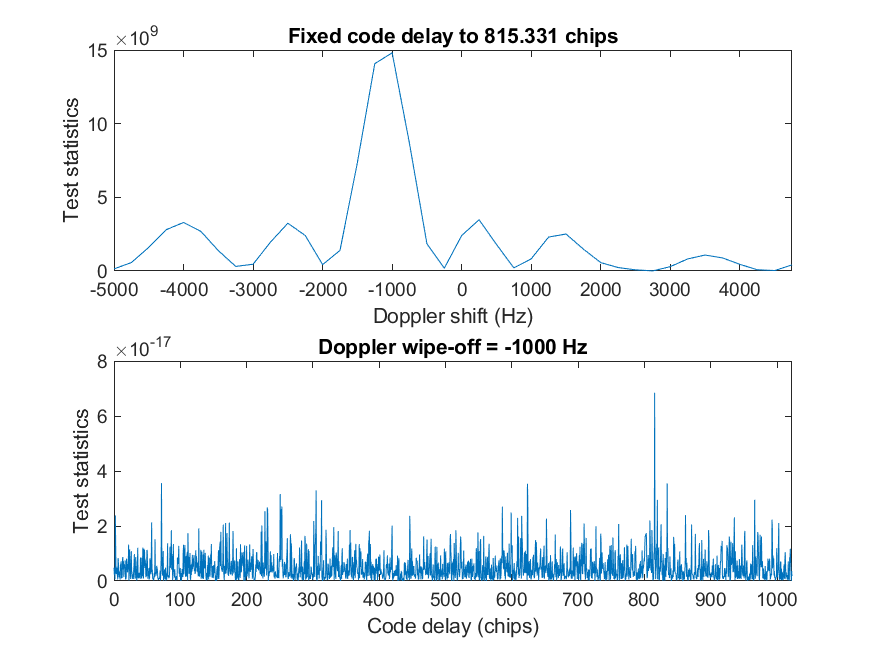 ×10^9
Fixed code delay to 815.331 chips
15
10
5
0
Test statistics
-5000 -4000 -3000 -2000 -1000 0 1000 2000 3000 4000
Doppler shift (Hz)
×10^-17
Doppler wipe-off = -1000 Hz
8
6
4
2
0
Test statistics
0 100 200 300 400 500 600 700 800 900 1000
Code delay (chips)